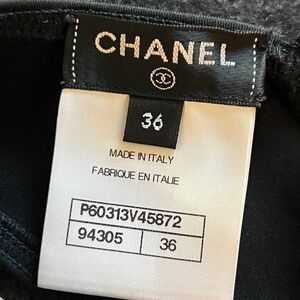 CHANEL
36
MADE IN ITALY
FABRIQUE EN ITALIE
P60313V45872
94305 36